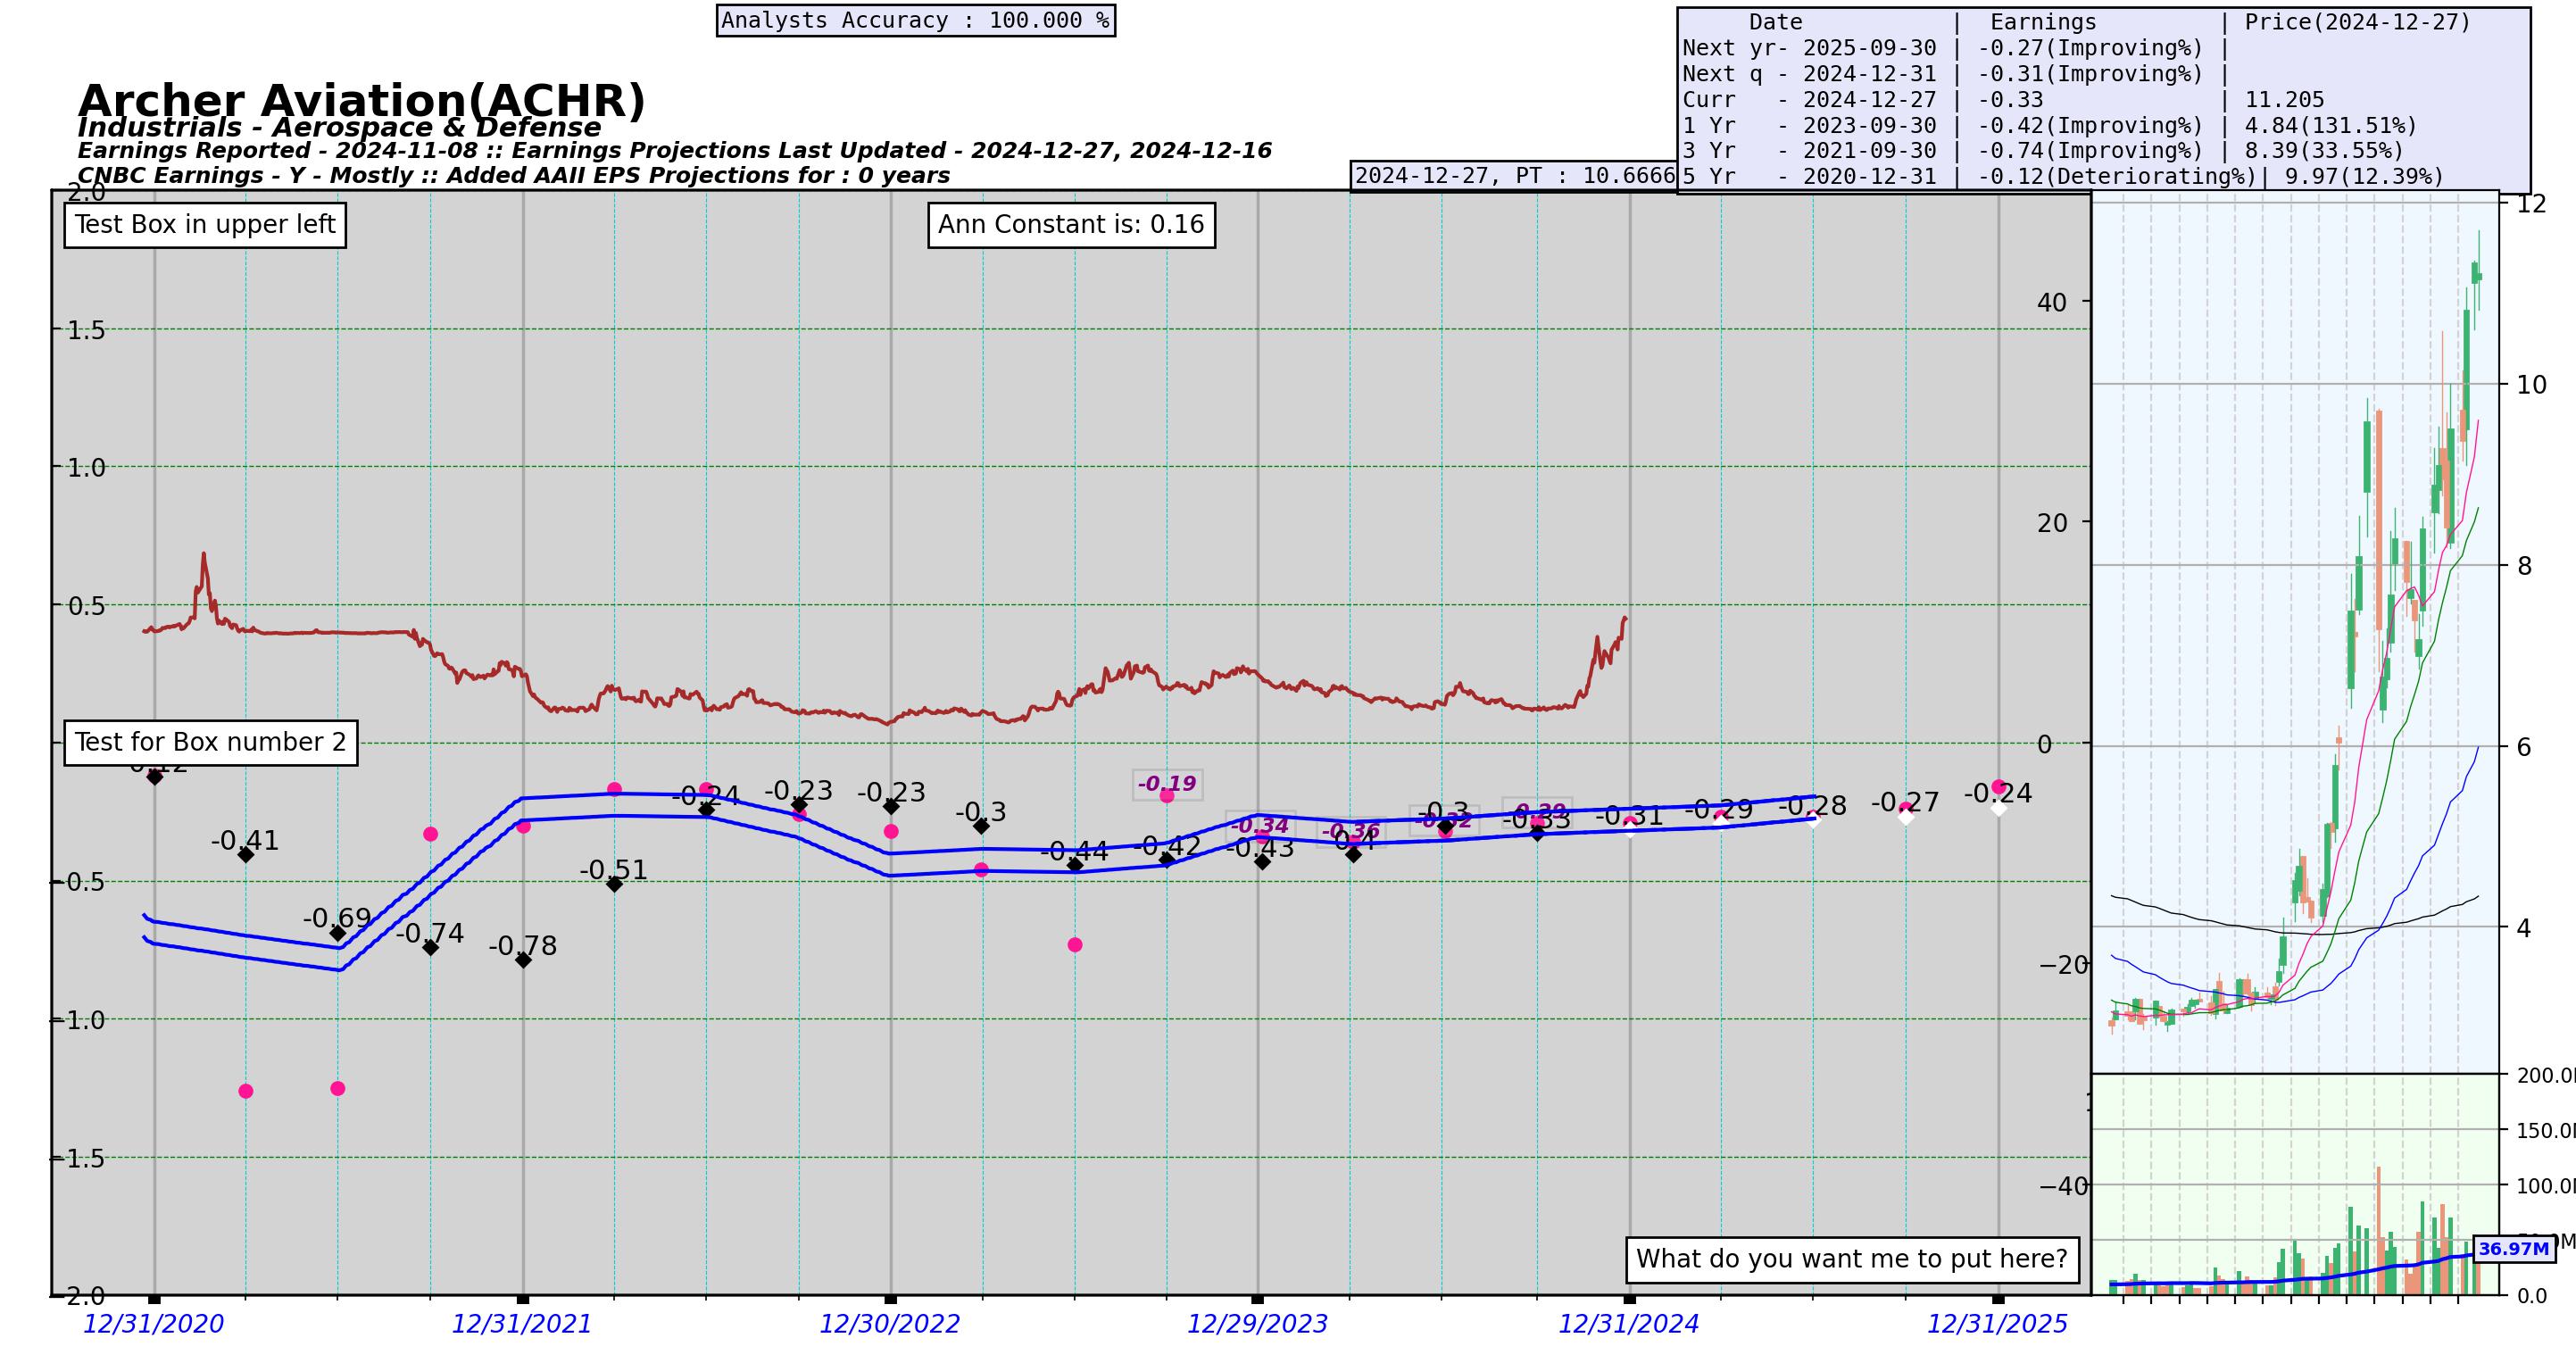 Analysts Accuracy : 100.000 %
Date | Earnings | Price(2024-12-27)
Next yr- 2025-09-30 | -0.27(Improving%) |
Next q - 2024-12-31 | -0.31(Improving%) |
Curr - 2024-12-27 | -0.33 | 11.205
1 Yr - 2023-09-30 | -0.42(Improving%) | 4.84(131.51%)
3 Yr - 2021-09-30 | -0.74(Improving%) | 8.39(33.55%)
5 Yr - 2020-12-31 | -0.12(Deteriorating%)| 9.97(12.39%)
Archer Aviation(ACHR)
Industrials - Aerospace & Defense
Earnings Reported - 2024-11-08 :: Earnings Projections Last Updated - 2024-12-27, 2024-12-16
CNBC Earnings - Y - Mostly :: Added AAII EPS Projections for : 0 years
2024-12-27, PT : 10.6666
2.0
Test Box in upper left
Ann Constant is: 0.16
12
40
1.5
10
1.0
20
8
0.5
Test for Box number 2
0
6
-0.19
-0.24
-0.23
-0.23
-0.3
-0.41
-0.44
-0.42
-0.34
-0.43
-0.36
-0.4
-0.3
-0.32
-0.33
-0.31
-0.29
-0.28
-0.27
-0.24
-0.51
−0.5
-0.69
-0.74
-0.78
4
−20
−1.0
200.0
150.0
−1.5
−40
100.0
36.97M
What do you want me to put here?
−2.0
0.0
12/31/2020
12/31/2021
12/30/2022
12/29/2023
12/31/2024
12/31/2025